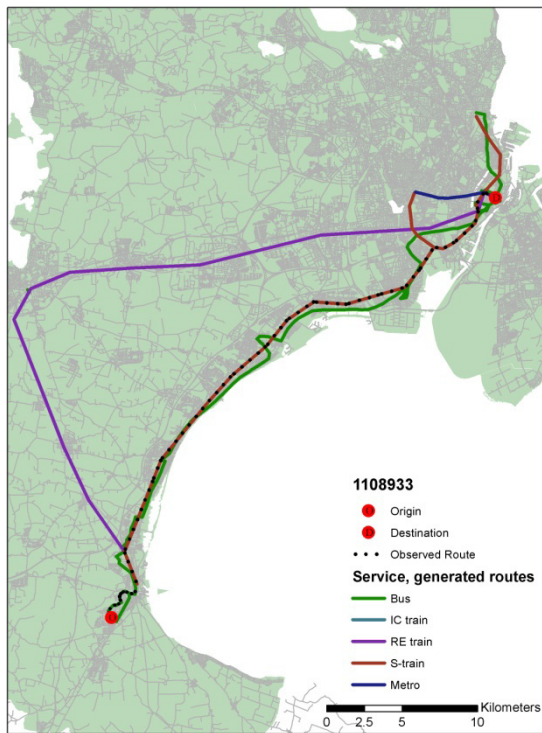 1108933
Origin
Destination
Observed Route
Service, generated routes
Bus
IC train
RE train
S-train
Metro
Kilometers
0 2.5 5 10